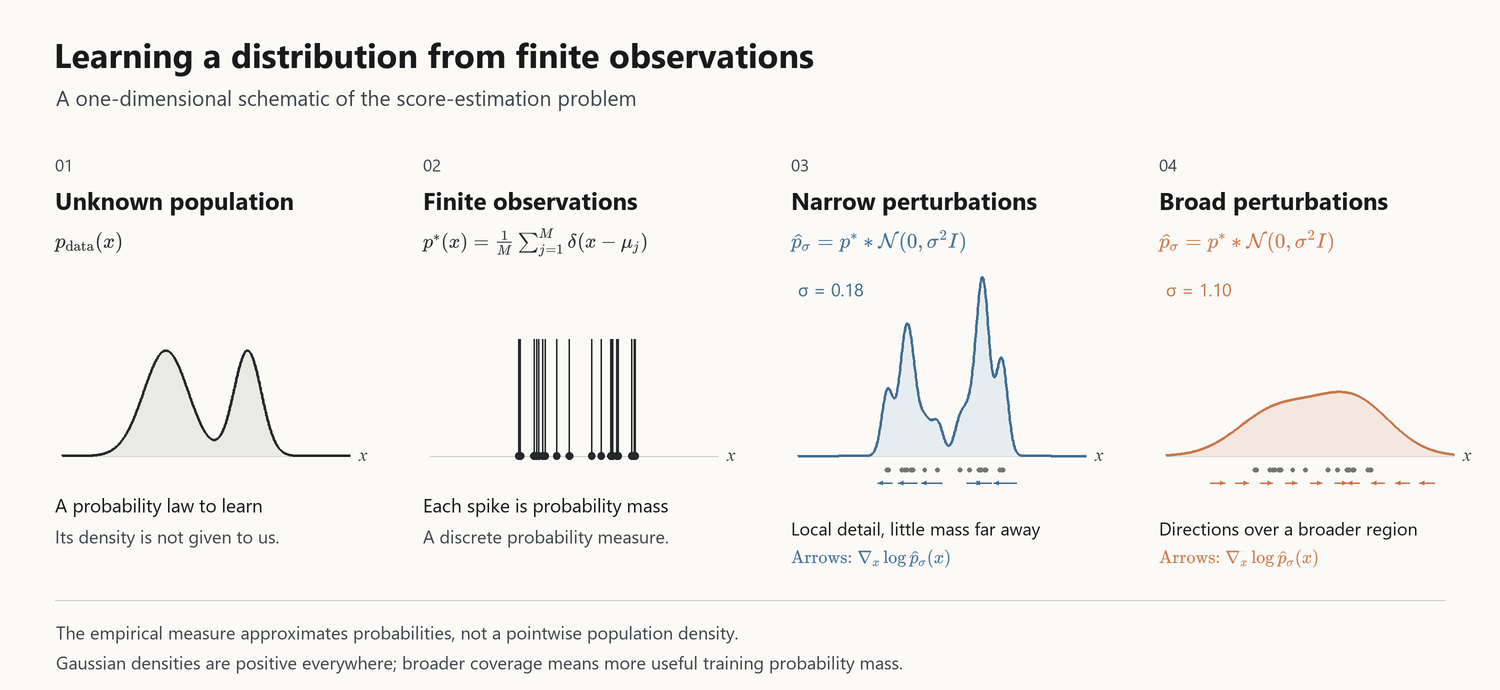 Learning a distribution from finite observations
A one-dimensional schematic of the score-estimation problem
01
Unknown population
p_data(x)
x
A probability law to learn
Its density is not given to us.
02
Finite observations
p*(x) = 1/M ∑_{j=1}^{M} δ(x − μ_j)
x
Each spike is probability mass
A discrete probability measure.
03
Narrow perturbations
p̂_σ = p* ∗ 𝒩(0, σ²I)
σ = 0.18
x
Local detail, little mass far away
Arrows: ∇_x log p̂_σ(x)
04
Broad perturbations
p̂_σ = p* ∗ 𝒩(0, σ²I)
σ = 1.10
x
Directions over a broader region
Arrows: ∇_x log p̂_σ(x)
The empirical measure approximates probabilities, not a pointwise population density.
Gaussian densities are positive everywhere; broader coverage means more useful training probability mass.